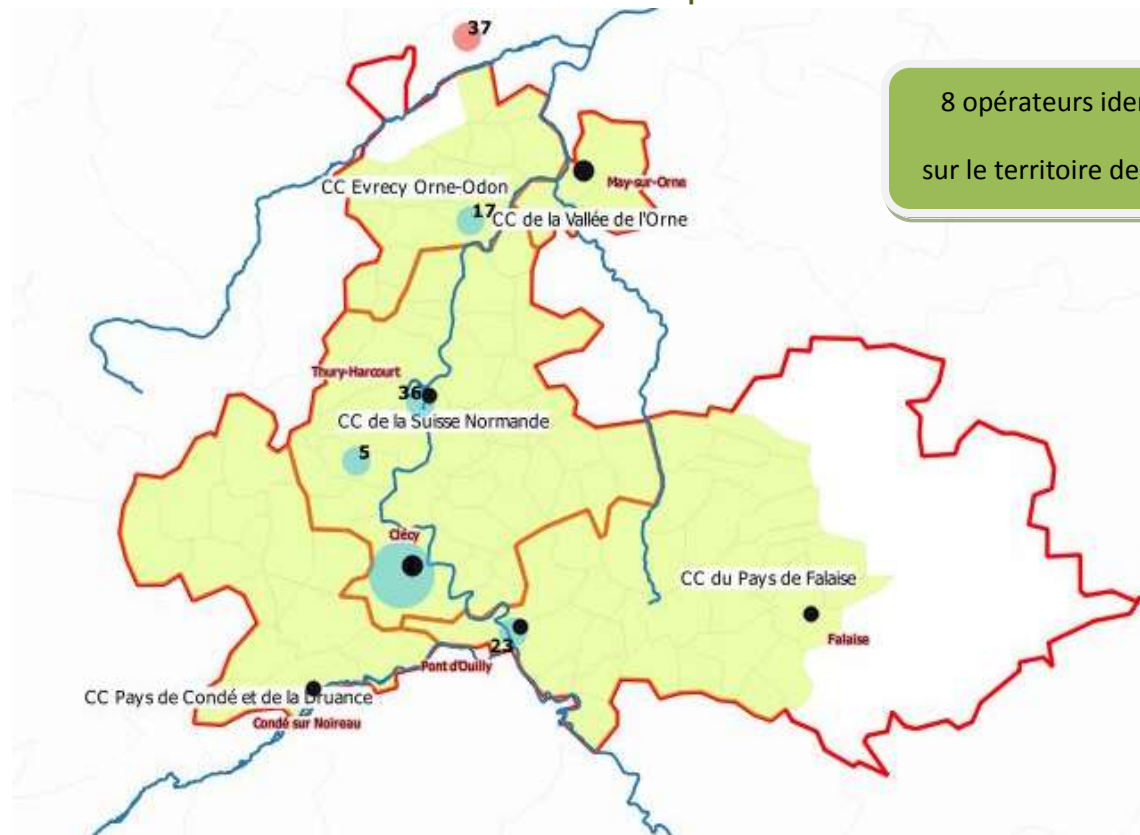 37
8 opérateurs
sur le territoire de
May-sur-Orne
CC Evrecy Orne-Odon
17
CC de la Vallée de l'Orne
Thury-Harcourt
36
CC de la Suisse Normande
5
Clécy
CC du Pays de Falaise
Falaise
23
Pont d'Ouilly
CC Pays de Condé et de la Druance
Condé sur Noireau